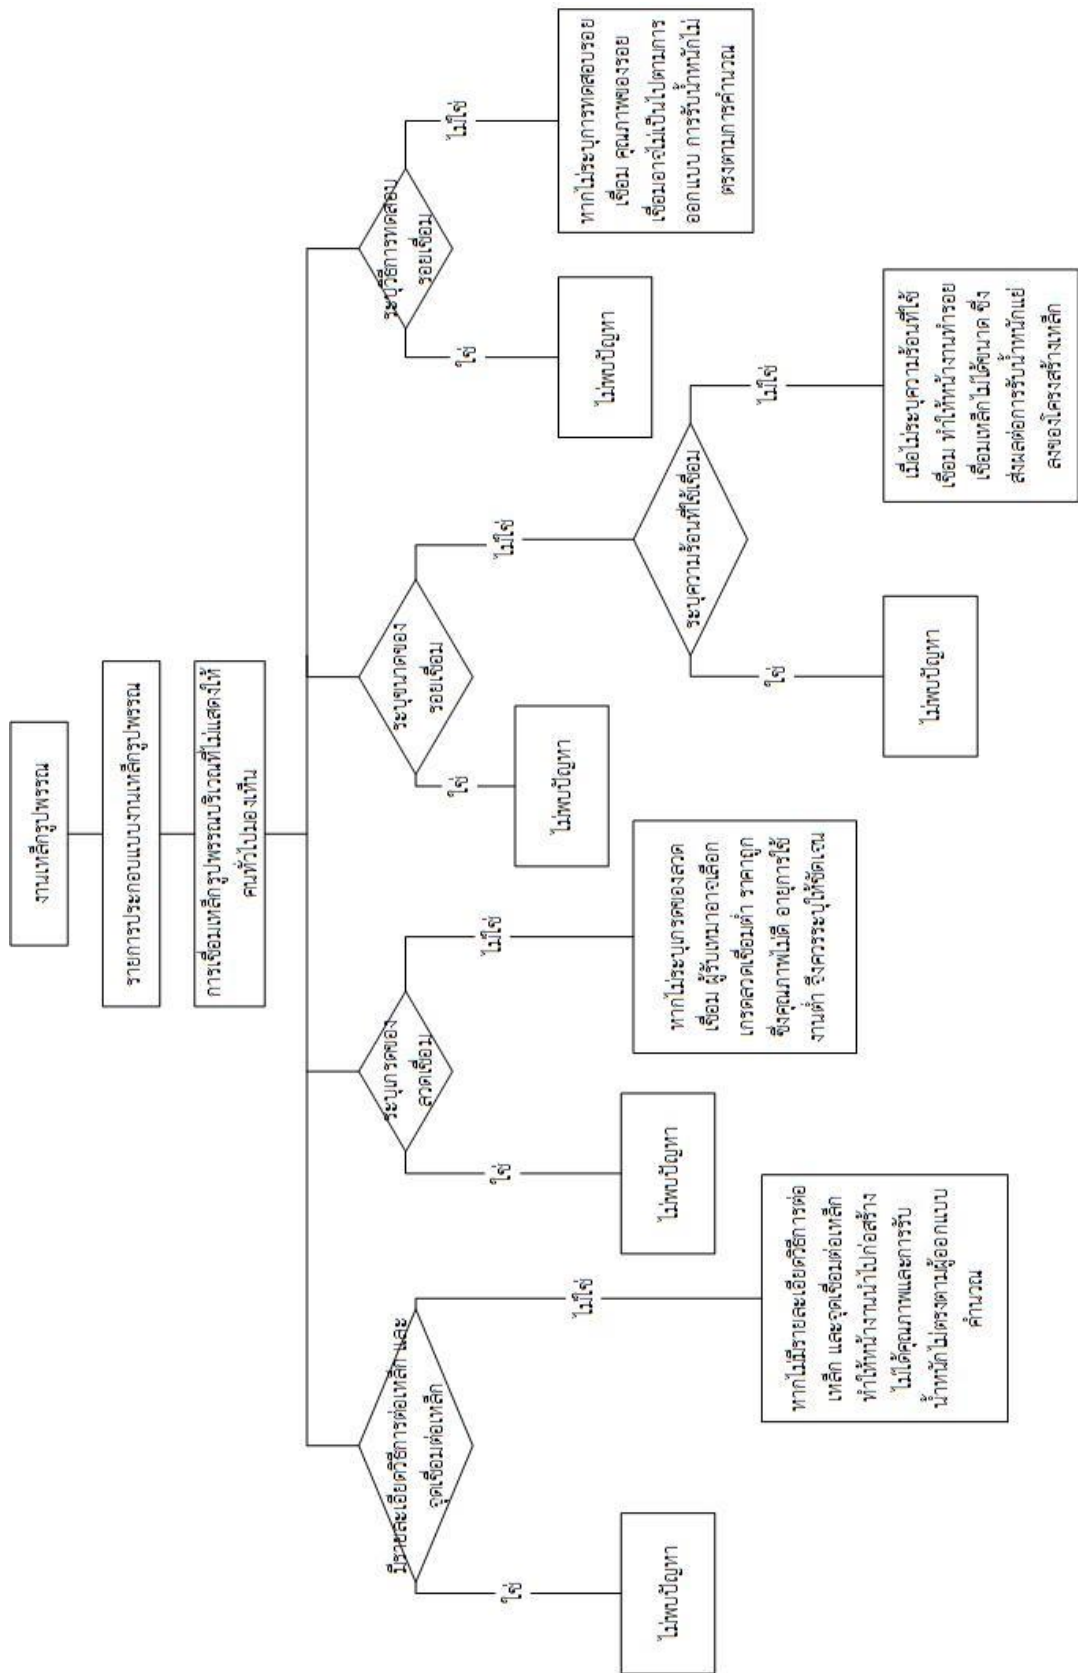 งานเหล็กรูปพรรณ
รายการประกอบแบบงานเหล็กรูปพรรณ
การเชื่อมเหล็กรูปพรรณบริเวณที่ไม่แสดงให้
คนทั่วไปมองเห็น
มีรายละเอียดวิธีการต่อเหล็ก และ
จุดเชื่อมต่อเหล็ก
ใช่
ไม่พบปัญหา
ไม่ใช่
หากไม่มีรายละเอียดวิธีการต่อ
เหล็ก และจุดเชื่อมต่อเหล็ก
ทำให้หน้างานนำไปก่อสร้าง
ไม่ได้คุณภาพและการรับ
น้ำหนักไม่ตรงตามผู้ออกแบบ
คำนวณ
ระบุเกรดของ
ลวดเชื่อม
ใช่
ไม่พบปัญหา
ไม่ใช่
หากไม่ระบุเกรดของลวด
เชื่อม ผู้รับเหมาอาจเลือก
เกรดลวดเชื่อมต่ำ ราคาถูก
ซึ่งคุณภาพไม่ดี อายุการใช้
งานต่ำ จึงควรระบุให้ชัดเจน
ระบุขนาดของ
รอยเชื่อม
ใช่
ไม่พบปัญหา
ไม่ใช่
ระบุความร้อนที่ใช้เชื่อม
ใช่
ไม่พบปัญหา
ไม่ใช่
เมื่อไม่ระบุความร้อนที่ใช้
เชื่อม ทำให้หน้างานทำรอย
เชื่อมเหล็กไม่ได้ขนาด ซึ่ง
ส่งผลต่อการรับน้ำหนักแย่
ลงของโครงสร้างเหล็ก
ระบุวิธีการทดสอบ
รอยเชื่อม
ใช่
ไม่พบปัญหา
ไม่ใช่
หากไม่ระบุการทดสอบรอย
เชื่อม คุณภาพของรอย
เชื่อมอาจไม่เป็นไปตามการ
ออกแบบ การรับน้ำหนักไม่
ตรงตามการคำนวณ